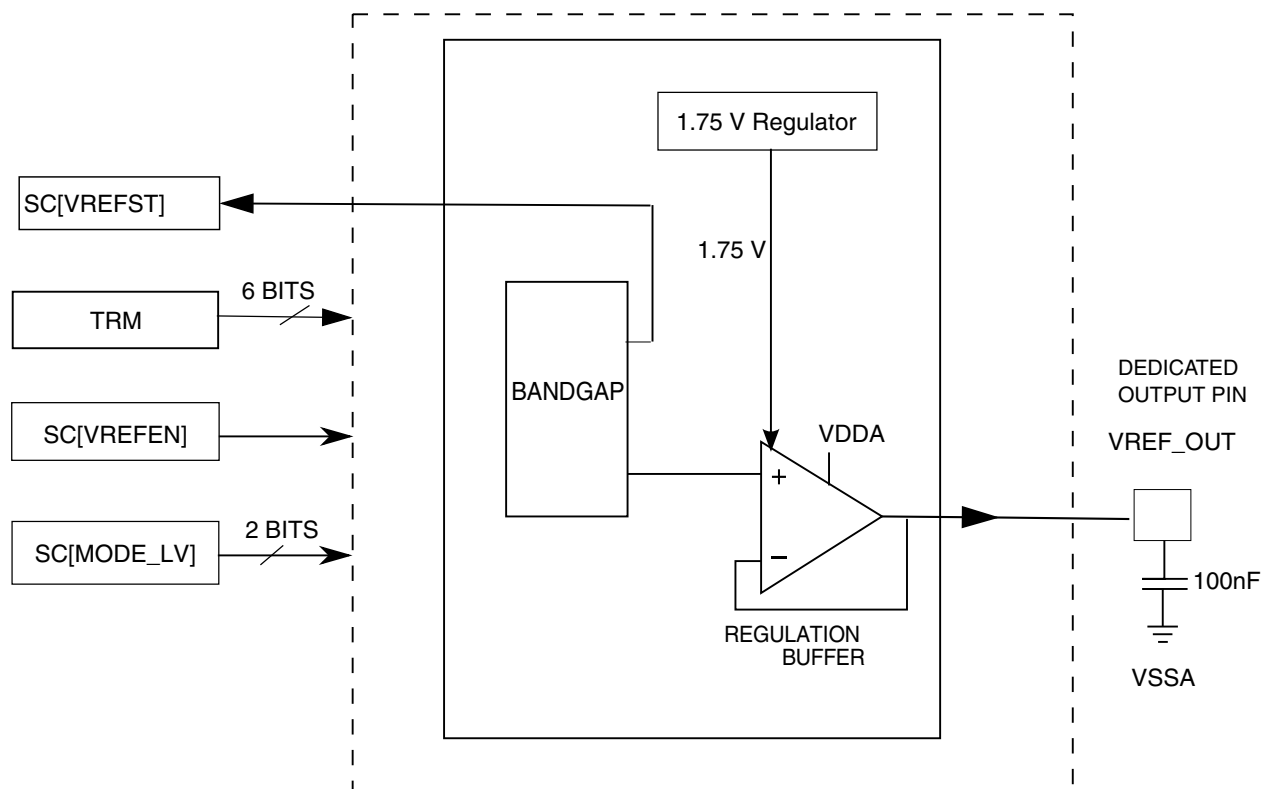 1.75 V Regulator
SC[VREFST]
1.75 V
6 BITS
TRM
BANDGAP
DEDICATED
OUTPUT PIN
SC[VREFEN]
VDDA
VREF_OUT
+
2 BITS
SC[MODE_LV]
−
100nF
REGULATION
BUFFER
VSSA